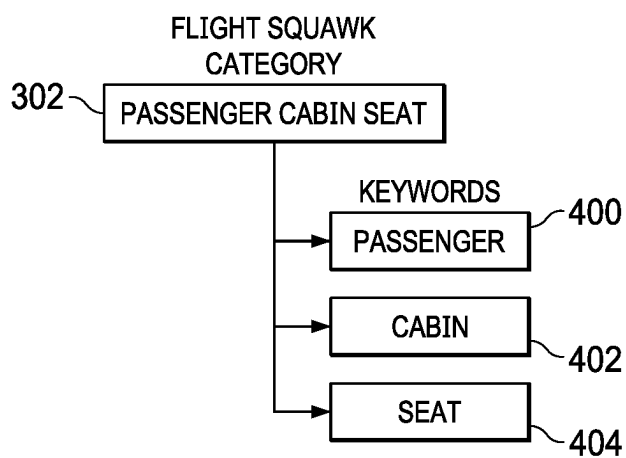 FLIGHT SQUAWK
CATEGORY
302
PASSENGER CABIN SEAT
KEYWORDS
400
PASSENGER
CABIN
402
SEAT
404